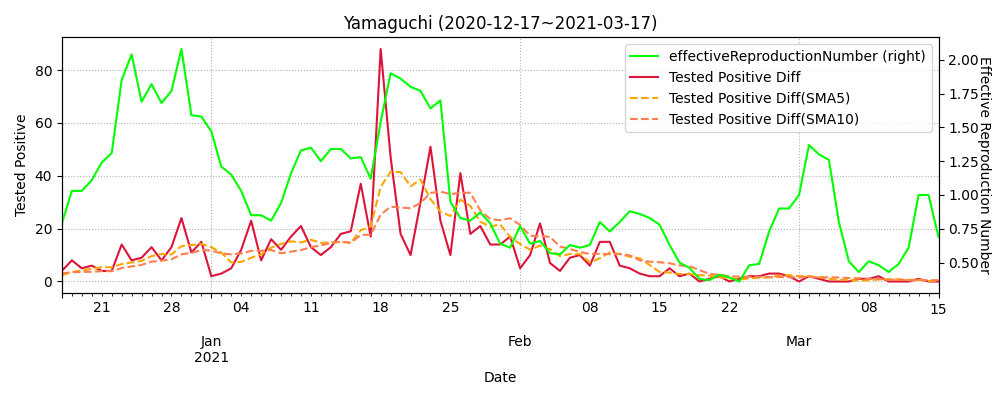 Yamaguchi (2020-12-17~2021-03-17)
effectiveReproductionNumber (right)
Tested Positive Diff
Tested Positive Diff(SMA5)
Tested Positive Diff(SMA10)
Tested Positive
80
60
40
20
0
2.00
1.75
1.50
1.25
1.00
0.75
0.50
Effective Reproduction Number
21 28 04 11 18 25 08 15 22 08 15
Jan Feb Mar
2021
Date